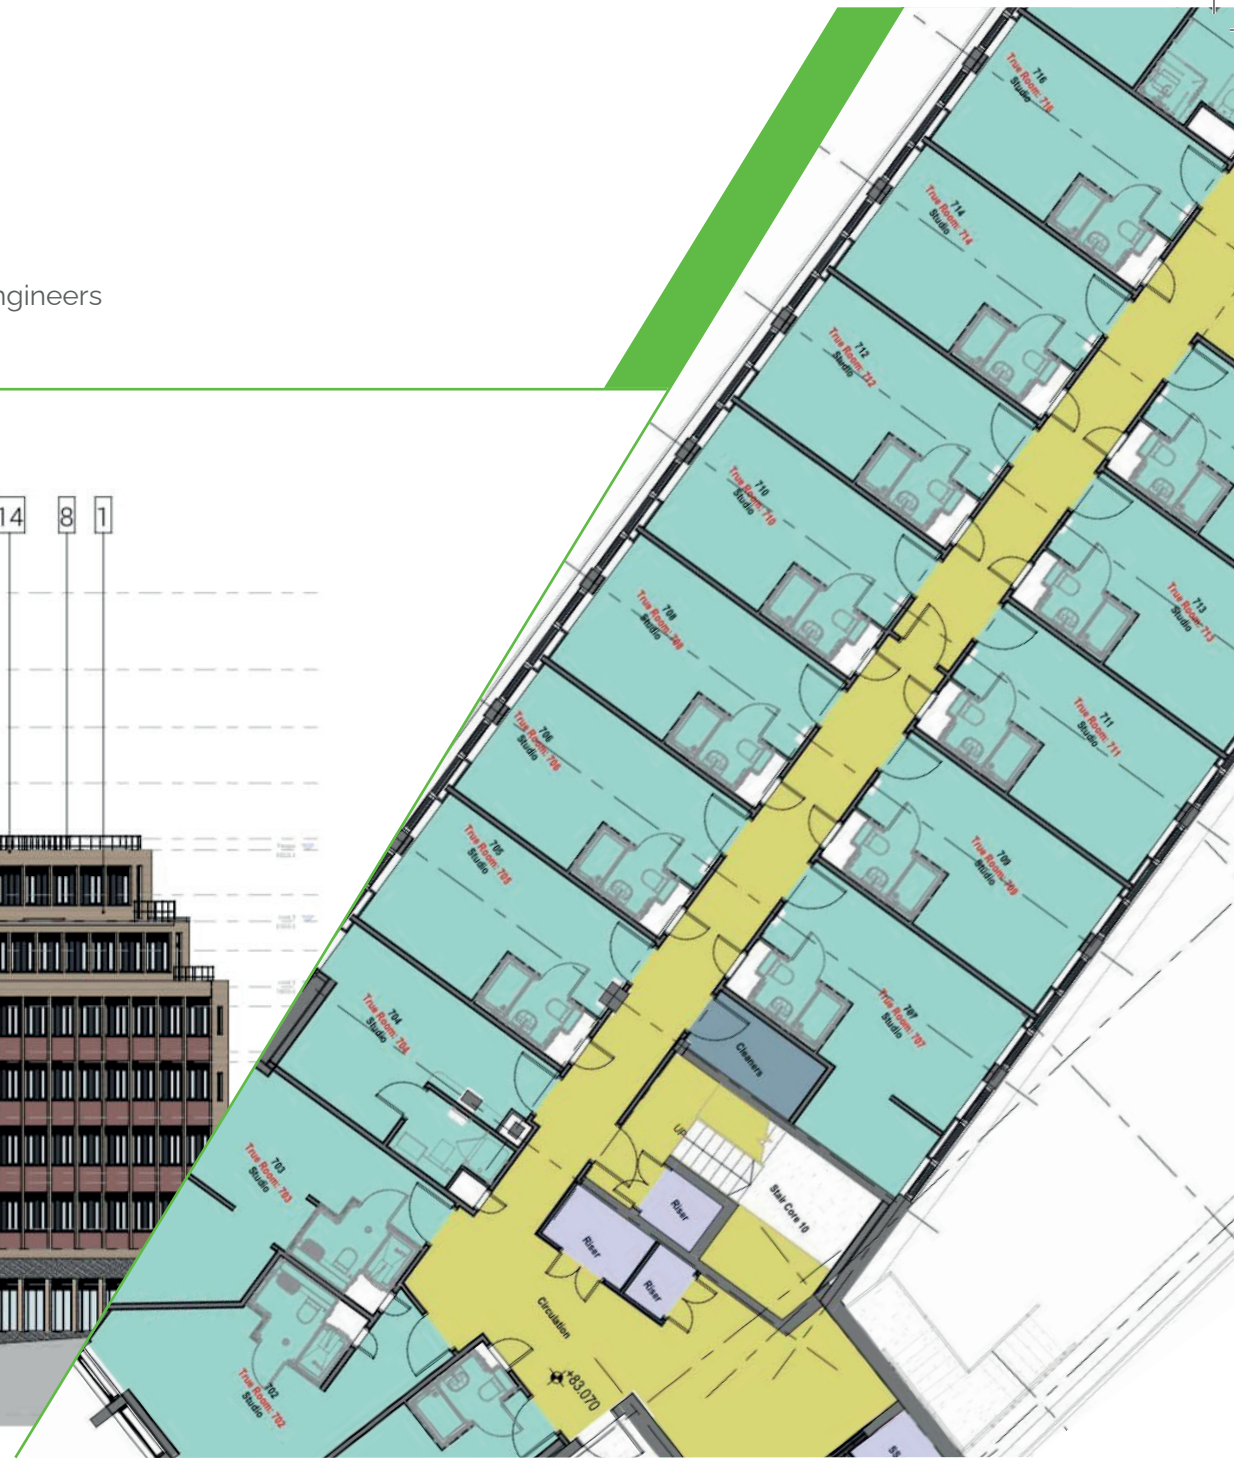 ngineers
14
8
1
716
True Room: 716
Studio
714
True Room: 714
Studio
712
True Room: 712
Studio
710
True Room: 710
Studio
708
True Room: 708
Studio
706
True Room: 706
Studio
705
True Room: 705
Studio
704
True Room: 704
Studio
703
True Room: 703
Studio
702
True Room: 702
Studio
713
True Room: 713
Studio
711
True Room: 711
Studio
709
True Room: 709
Studio
707
True Room: 707
Studio
Cleaners
UP
Stair Core 10
Riser
Riser
Riser
Circulation
+83.070
SS